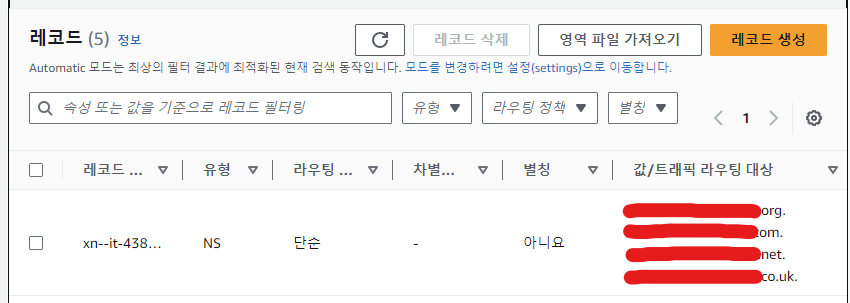 레코드 (5) 정보
레코드 삭제
영역 파일 가져오기
레코드 생성
Automatic 모드는 최상의 필터 결과에 최적화된 현재 검색 동작입니다. 모드를 변경하려면 설정(settings)으로 이동합니다.
속성 또는 값을 기준으로 레코드 필터링
유형
라우팅 정책
별칭
1
레코드 ...
유형
라우팅 ...
차별...
별칭
값/트래픽 라우팅 대상
xn--it-438...
NS
단순
-
아니요
org.
com.
net.
co.uk.